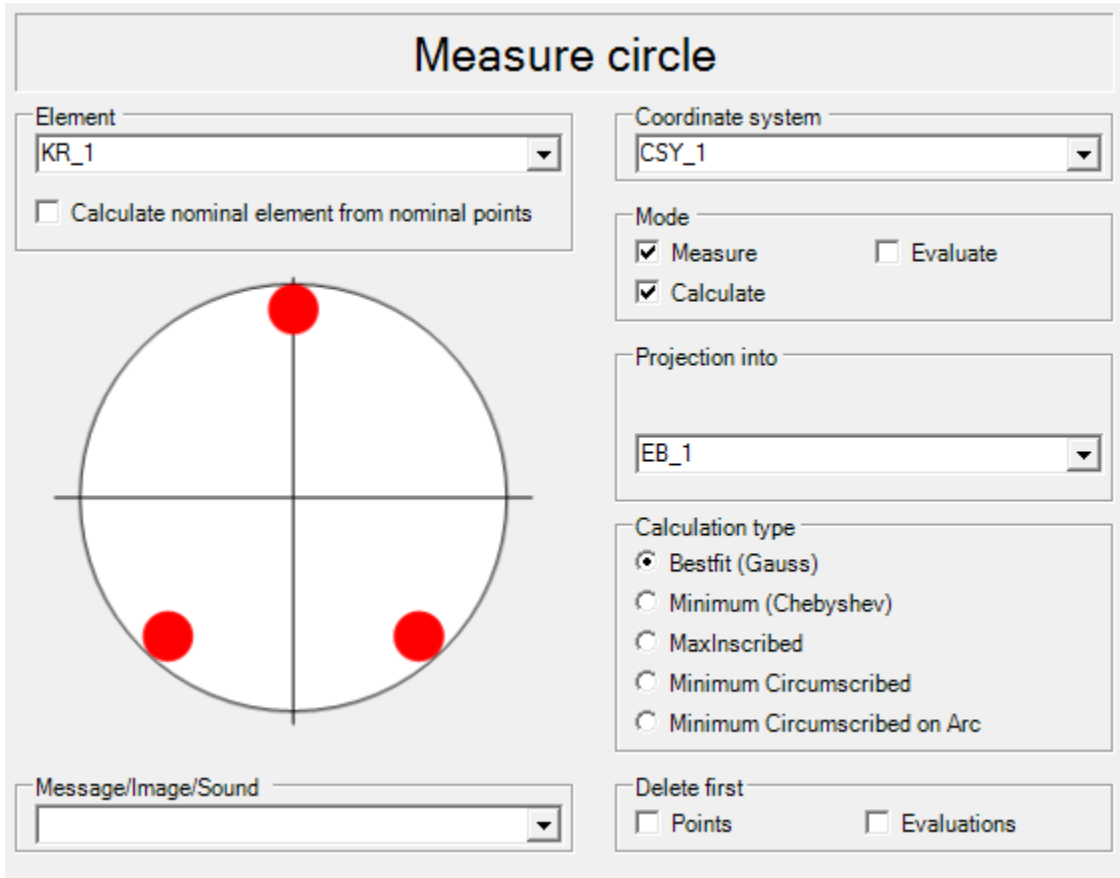 Measure circle
Element
KR_1
Calculate nominal element from nominal points
Coordinate system
CSY_1
Mode
Measure Evaluate
Calculate
Projection into
EB_1
Calculation type
Bestfit (Gauss)
Minimum (Chebyshev)
MaxInscribed
Minimum Circumscribed
Minimum Circumscribed on Arc
Message/Image/Sound
Delete first
Points Evaluations